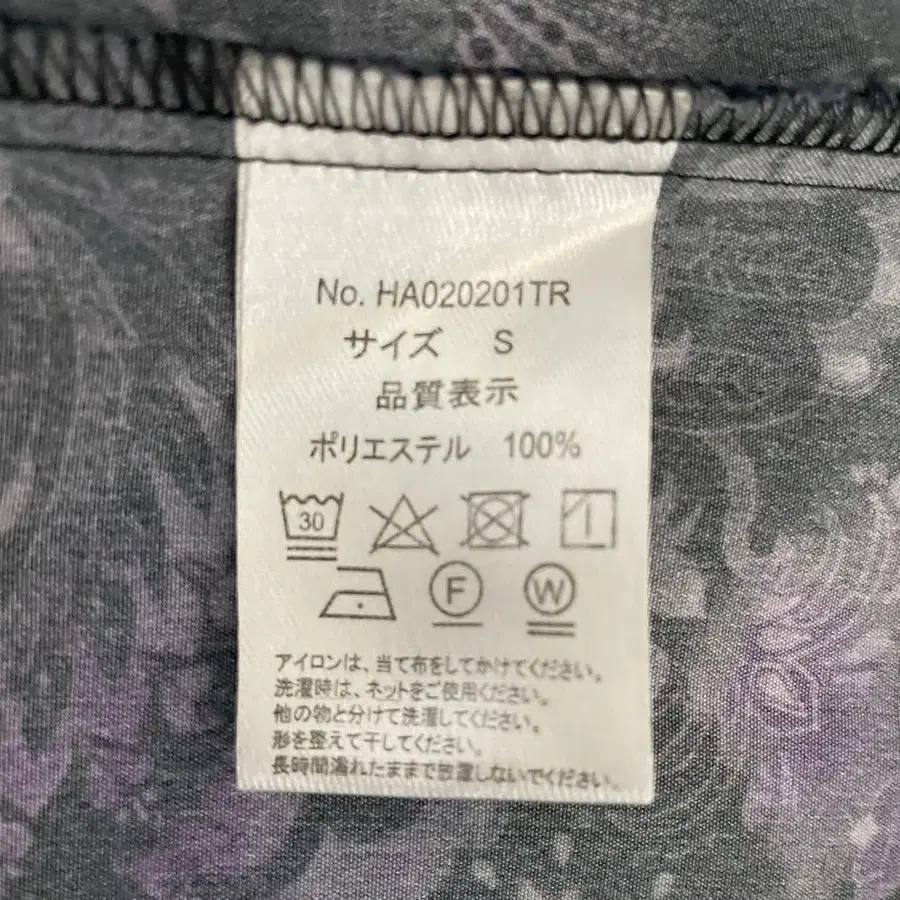 No. HA020201TR
サイズ S
品質表示
ポリエステル 100%
30
F W
アイロンは、当て布をしてかけてください。
洗濯時は、ネットをご使用ください。
他の物と分けて洗濯してください。
形を整えて干してください。
長時間濡れたままで放置しないでください。